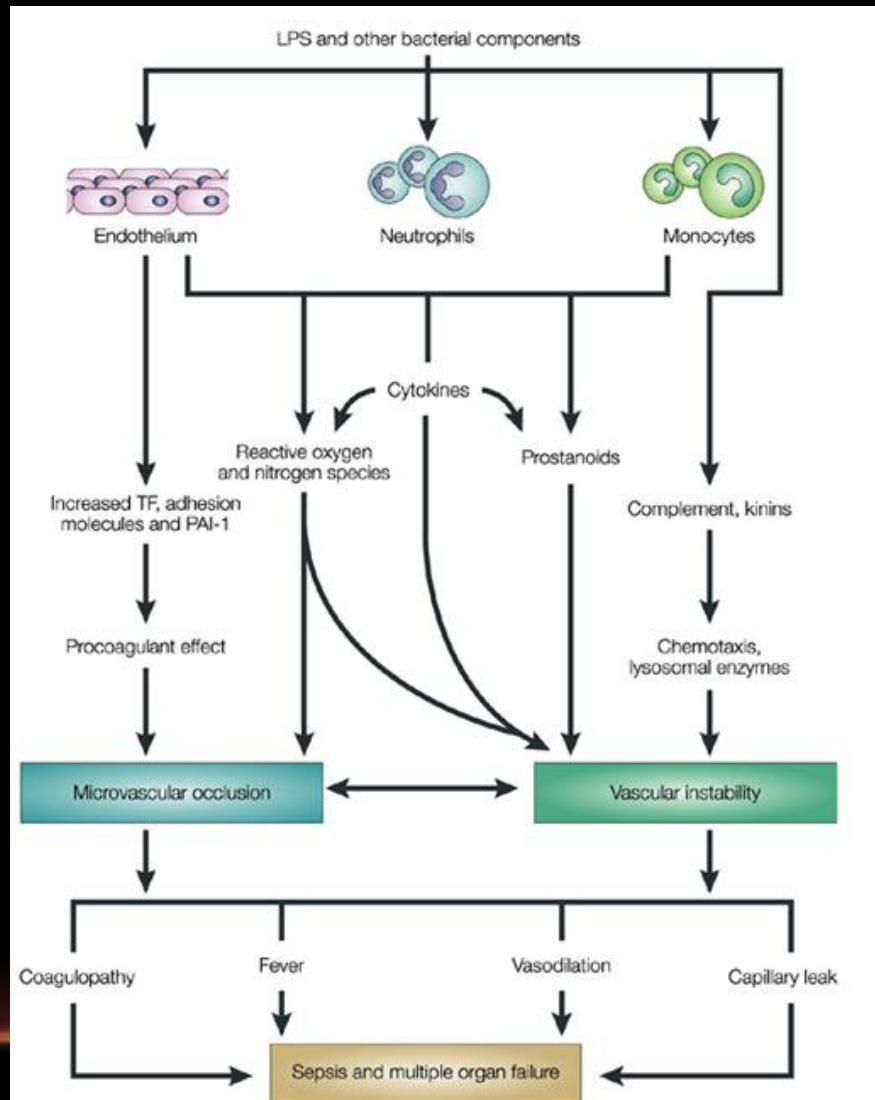 LPS and other bacterial components
Endothelium
Neutrophils
Monocytes
Cytokines
Reactive oxygen
and nitrogen species
Prostanoids
Increased TF, adhesion
molecules and PAI-1
Complement, kinins
Procoagulant effect
Chemotaxis,
lysosomal enzymes
Microvascular occlusion
Vascular instability
Coagulopathy
Fever
Vasodilation
Capillary leak
Sepsis and multiple organ failure